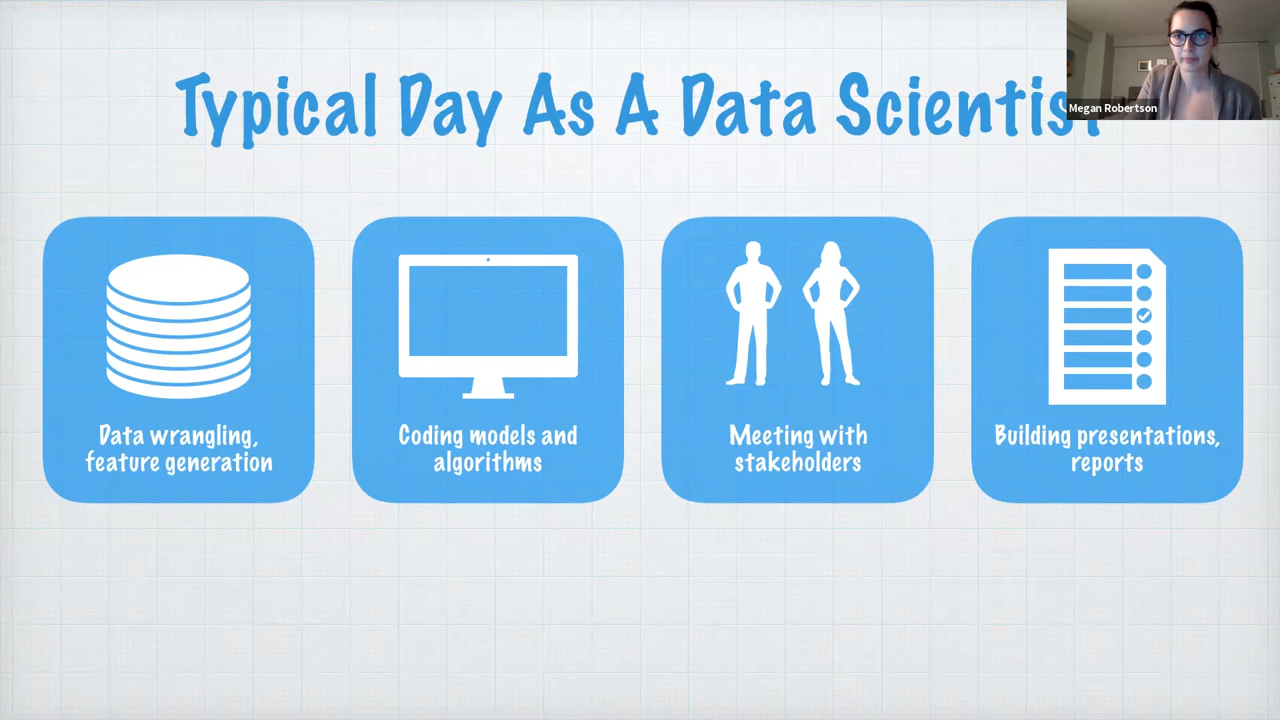 Typical Day As A Data Scientist
Megan Robertson
Data wrangling,
feature generation
Coding models and
algorithms
Meeting with
stakeholders
Building presentations,
reports